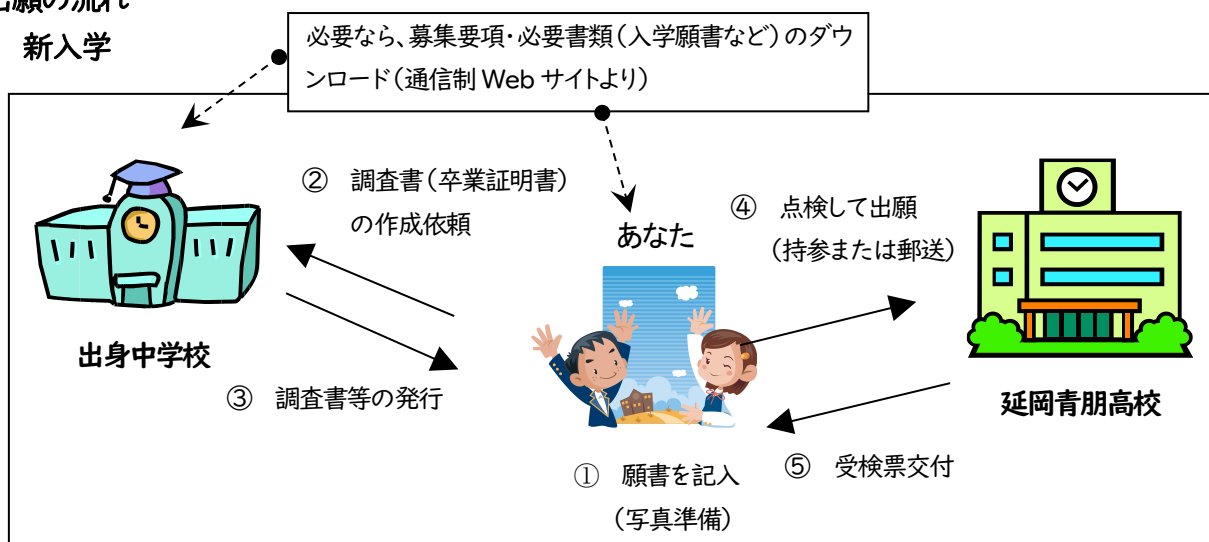 出願の流れ
新入学
必要なら、募集要項・必要書類(入学願書など)のダウ
ンロード(通信制 Web サイトより)
② 調査書(卒業証明書)
の作成依頼
あなた
④ 点検して出願
(持参または郵送)
出身中学校
③ 調査書等の発行
延岡青朋高校
① 願書を記入
(写真準備)
⑤ 受検票交付